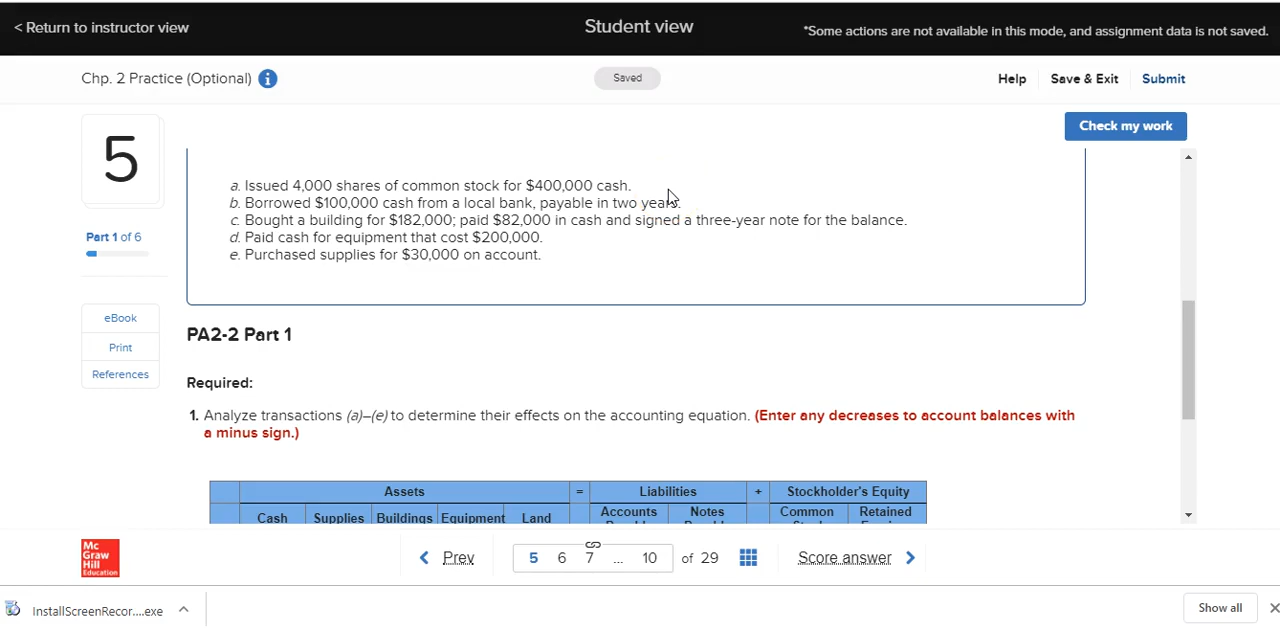 < Return to instructor view
Student view
*Some actions are not available in this mode, and assignment data is not saved.
Chp. 2 Practice (Optional) i
Saved
Help
Save & Exit
Submit
Check my work
5
Part 1 of 6
eBook
Print
References
a. Issued 4,000 shares of common stock for $400,000 cash.
b. Borrowed $100,000 cash from a local bank, payable in two years.
c. Bought a building for $182,000; paid $82,000 in cash and signed a three-year note for the balance.
d. Paid cash for equipment that cost $200,000.
e. Purchased supplies for $30,000 on account.
PA2-2 Part 1
Required:
1. Analyze transactions (a)–(e) to determine their effects on the accounting equation. (Enter any decreases to account balances with
a minus sign.)
Assets = Liabilities + Stockholder's Equity
Cash Supplies Buildings Equipment Land Accounts Notes Common Retained
Mc
Graw
Hill
Education
< Prev
5 6 7 ... 10 of 29
Score answer >
InstallScreenRecor....exe
Show all